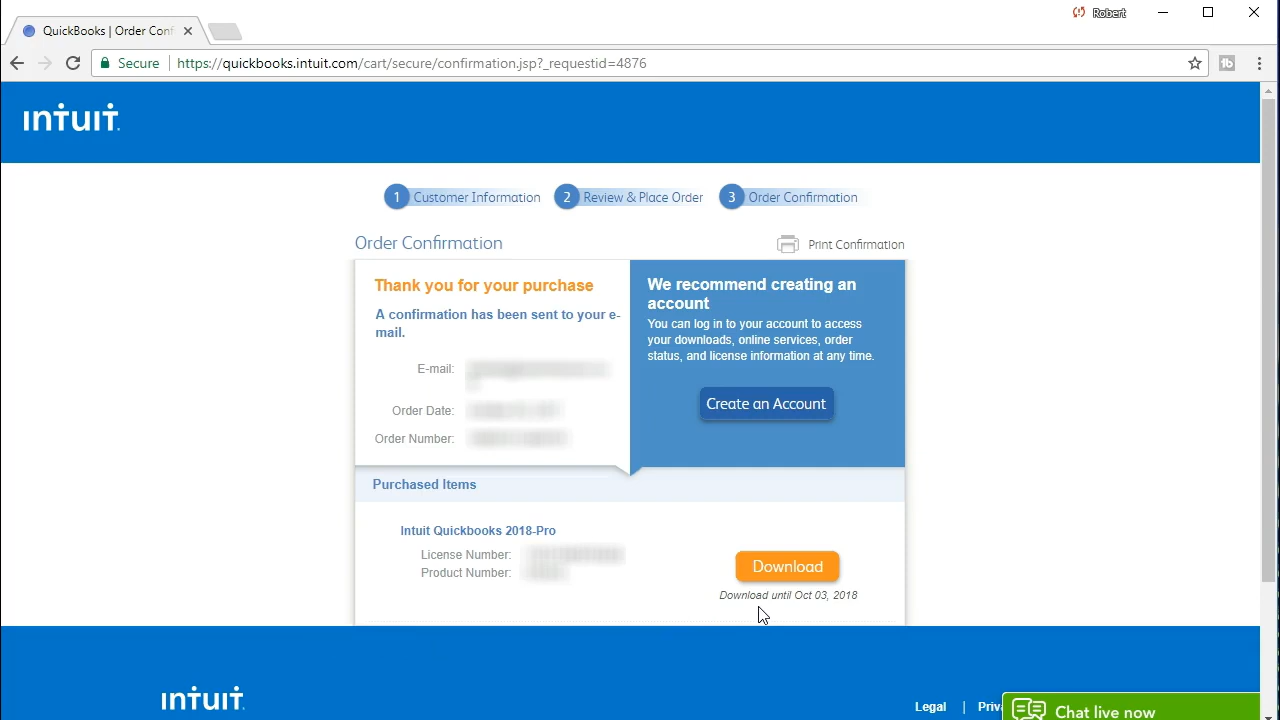 Robert
QuickBooks | Order Conf
Secure
https://quickbooks.intuit.com/cart/secure/confirmation.jsp?_requestid=4876
intuit.
1 Customer Information 2 Review & Place Order 3 Order Confirmation
Order Confirmation
Print Confirmation
Thank you for your purchase
A confirmation has been sent to your e-
mail.
E-mail:
Order Date:
Order Number:
We recommend creating an
account
You can log in to your account to access
your downloads, online services, order
status, and license information at any time.
Create an Account
Purchased Items
Intuit Quickbooks 2018-Pro
License Number:
Product Number:
Download
Download until Oct 03, 2018
intuit.
Legal | Priv
Chat live now